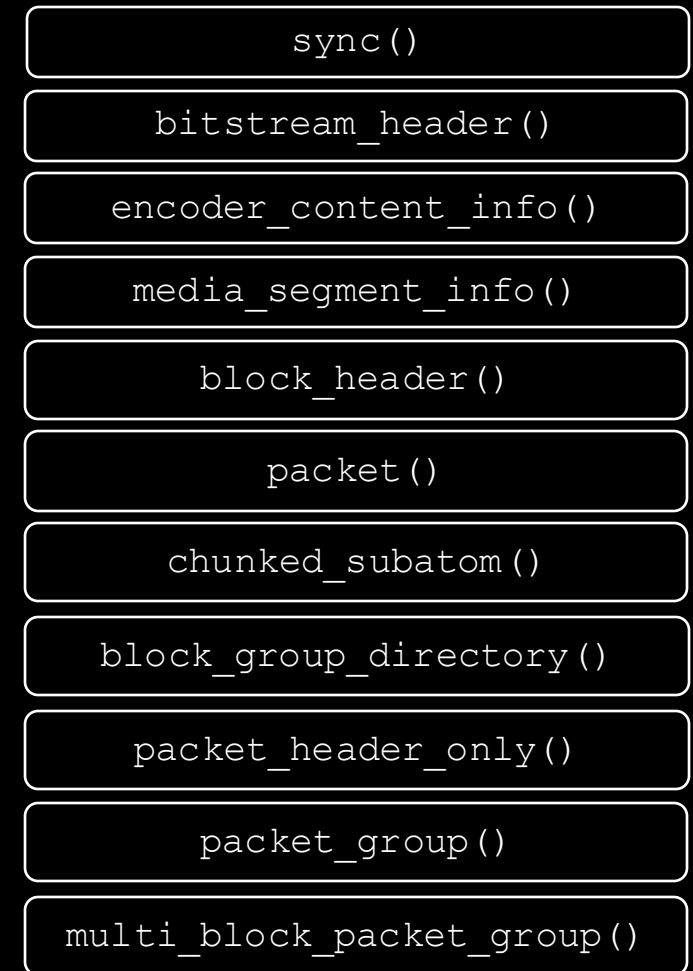 sync()
bitstream_header()
encoder_content_info()
media_segment_info()
block_header()
packet()
chunked_subatom()
block_group_directory()
packet_header_only()
packet_group()
multi_block_packet_group()